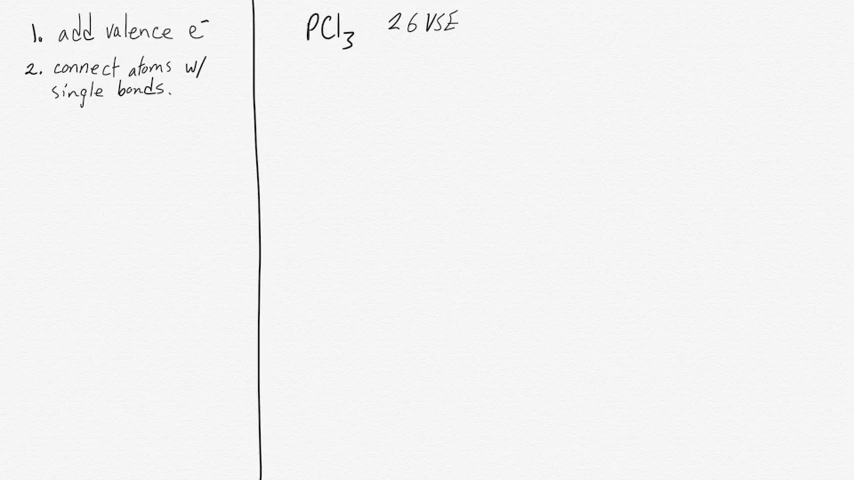 1. add valence e⁻
2. connect atoms w/
single bonds.
PCl₃ 26 VSE